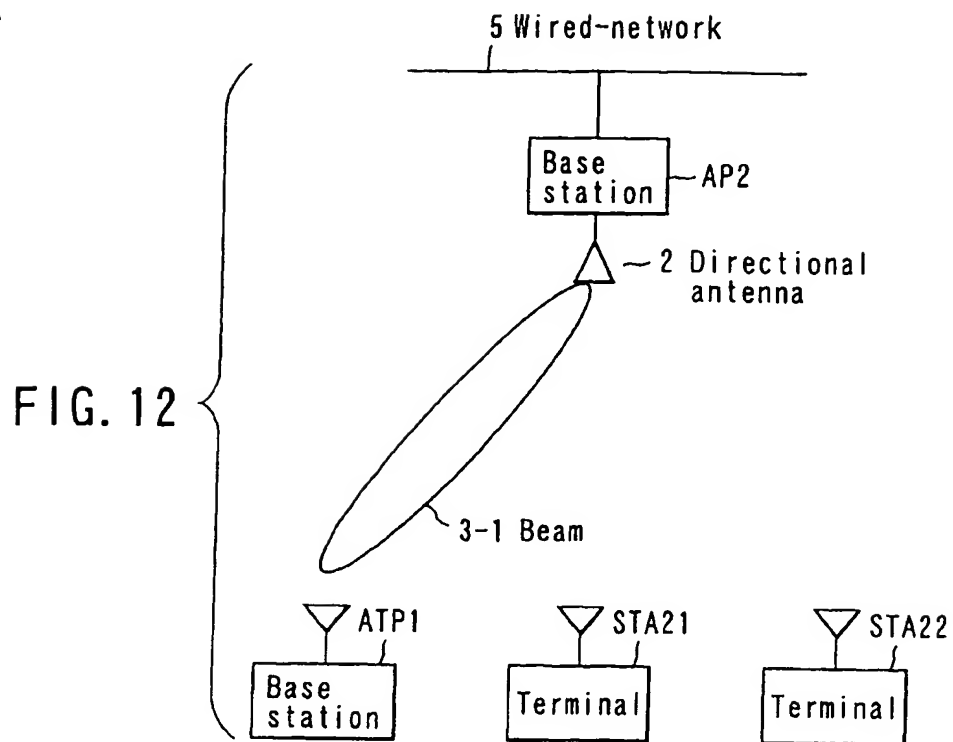 5 Wired-network
Base
station
AP2
2 Directional
antenna
FIG. 12
3-1 Beam
ATP1
STA21
STA22
Base
station
Terminal
Terminal